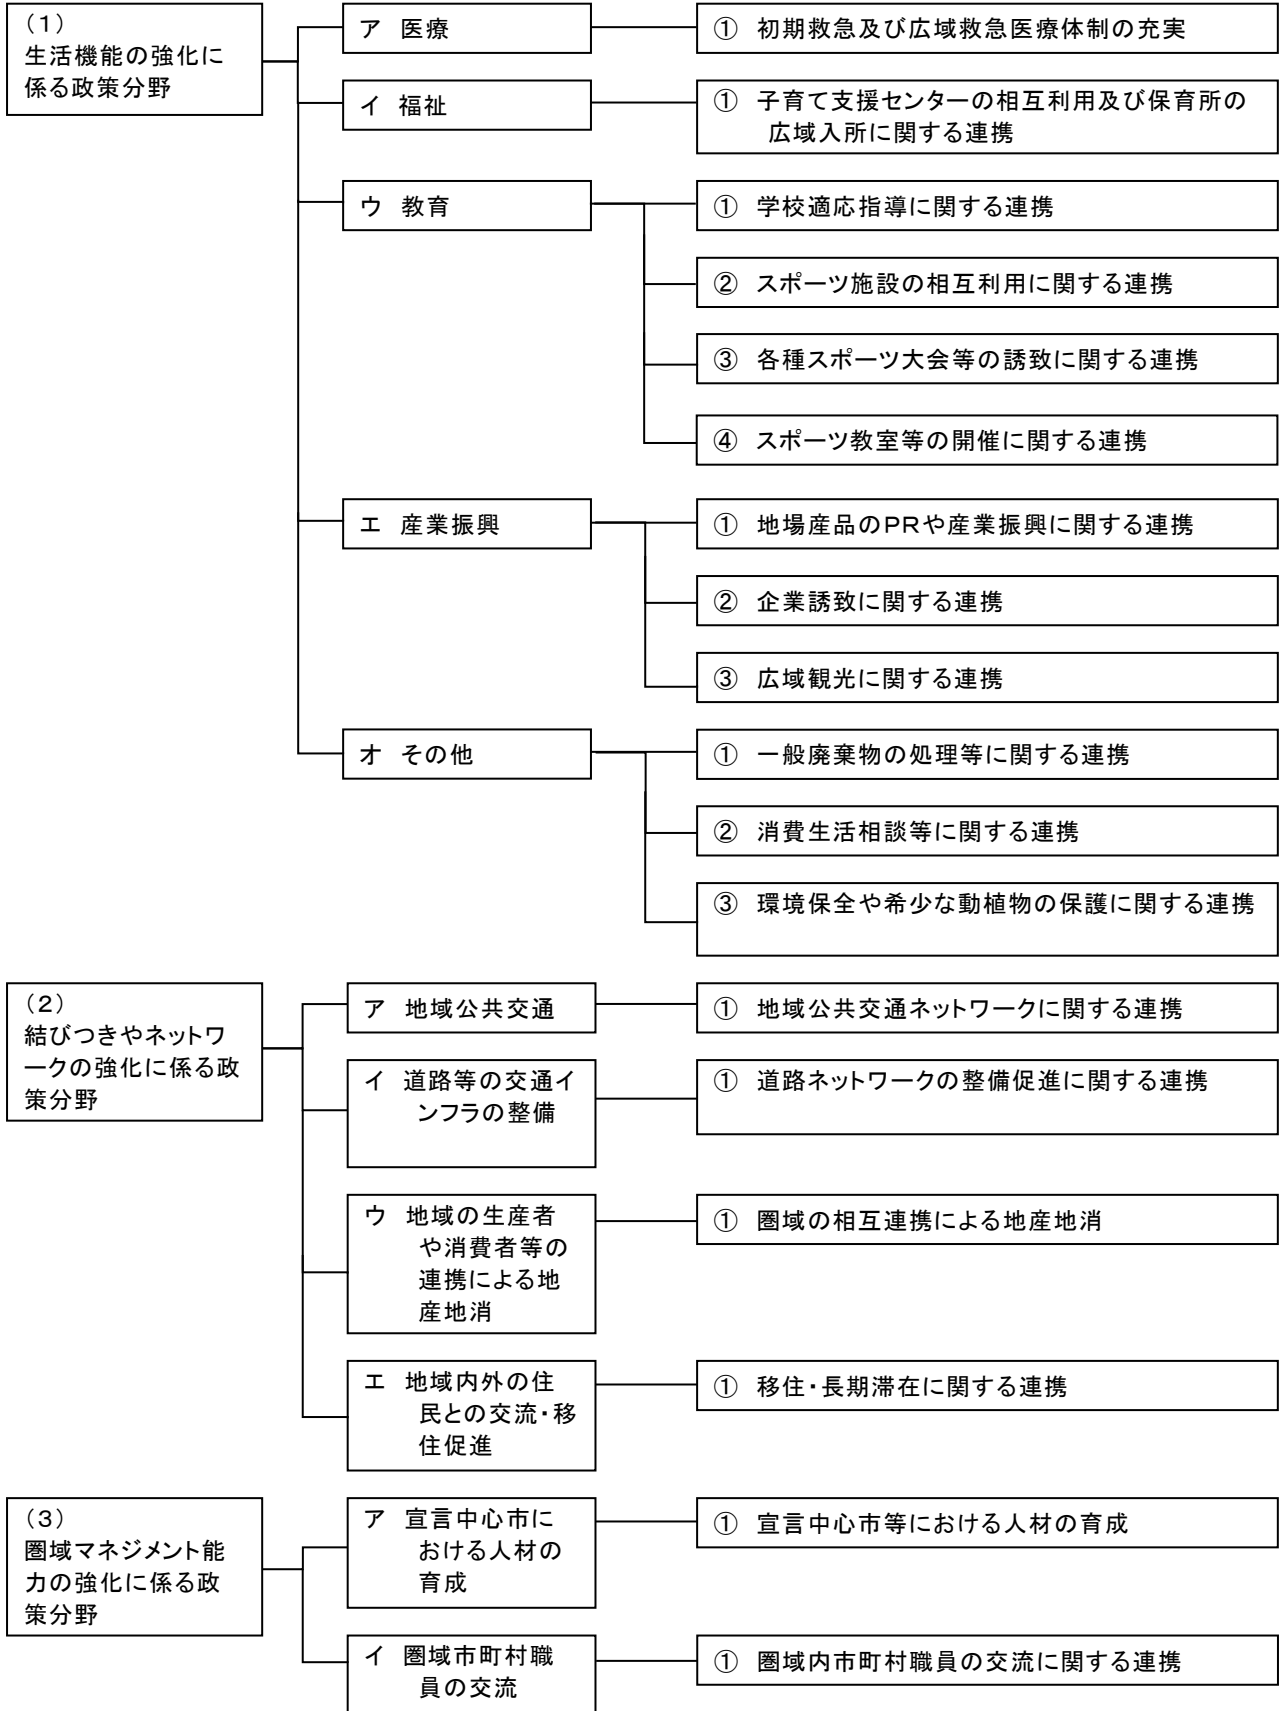 （１）
生活機能の強化に
係る政策分野
ア 医療
① 初期救急及び広域救急医療体制の充実
イ 福祉
① 子育て支援センターの相互利用及び保育所の
広域入所に関する連携
ウ 教育
① 学校適応指導に関する連携
② スポーツ施設の相互利用に関する連携
③ 各種スポーツ大会等の誘致に関する連携
④ スポーツ教室等の開催に関する連携
エ 産業振興
① 地場産品のＰＲや産業振興に関する連携
② 企業誘致に関する連携
③ 広域観光に関する連携
オ その他
① 一般廃棄物の処理等に関する連携
② 消費生活相談等に関する連携
③ 環境保全や希少な動植物の保護に関する連携
（２）
結びつきやネットワ
ークの強化に係る政
策分野
ア 地域公共交通
① 地域公共交通ネットワークに関する連携
イ 道路等の交通イ
ンフラの整備
① 道路ネットワークの整備促進に関する連携
ウ 地域の生産者
や消費者等の
連携による地
産地消
① 圏域の相互連携による地産地消
エ 地域内外の住
民との交流・移
住促進
① 移住・長期滞在に関する連携
（３）
圏域マネジメント能
力の強化に係る政
策分野
ア 宣言中心市に
おける人材の
育成
① 宣言中心市等における人材の育成
イ 圏域市町村職
員の交流
① 圏域内市町村職員の交流に関する連携